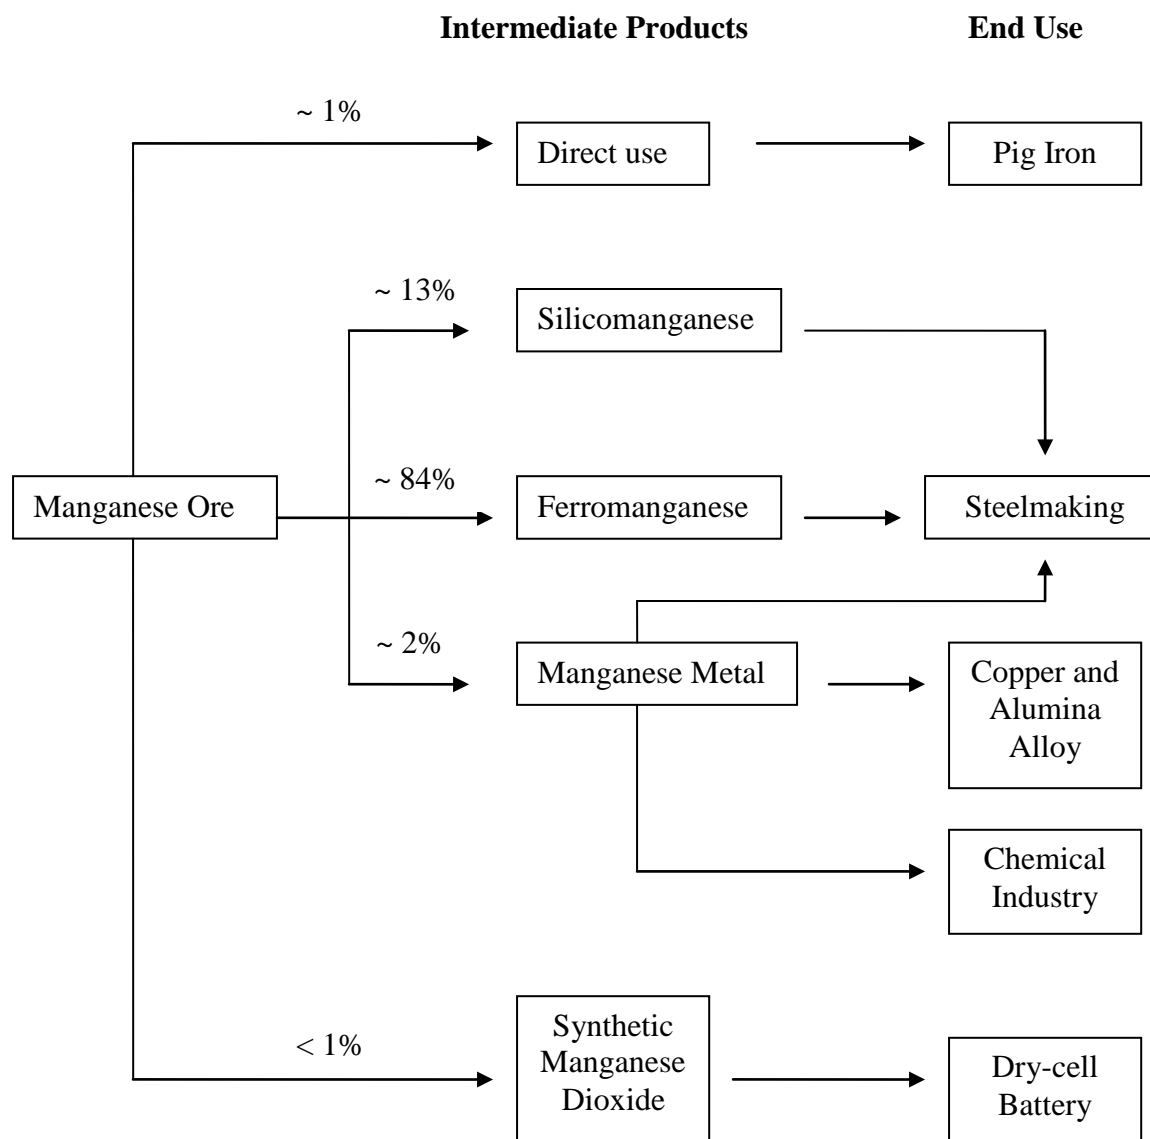 Intermediate Products
End Use
~ 1%
Direct use
Pig Iron
~ 13%
Silicomanganese
Manganese Ore
~ 84%
Ferromanganese
Steelmaking
~ 2%
Manganese Metal
Copper and
Alumina
Alloy
Chemical
Industry
< 1%
Synthetic
Manganese
Dioxide
Dry-cell
Battery